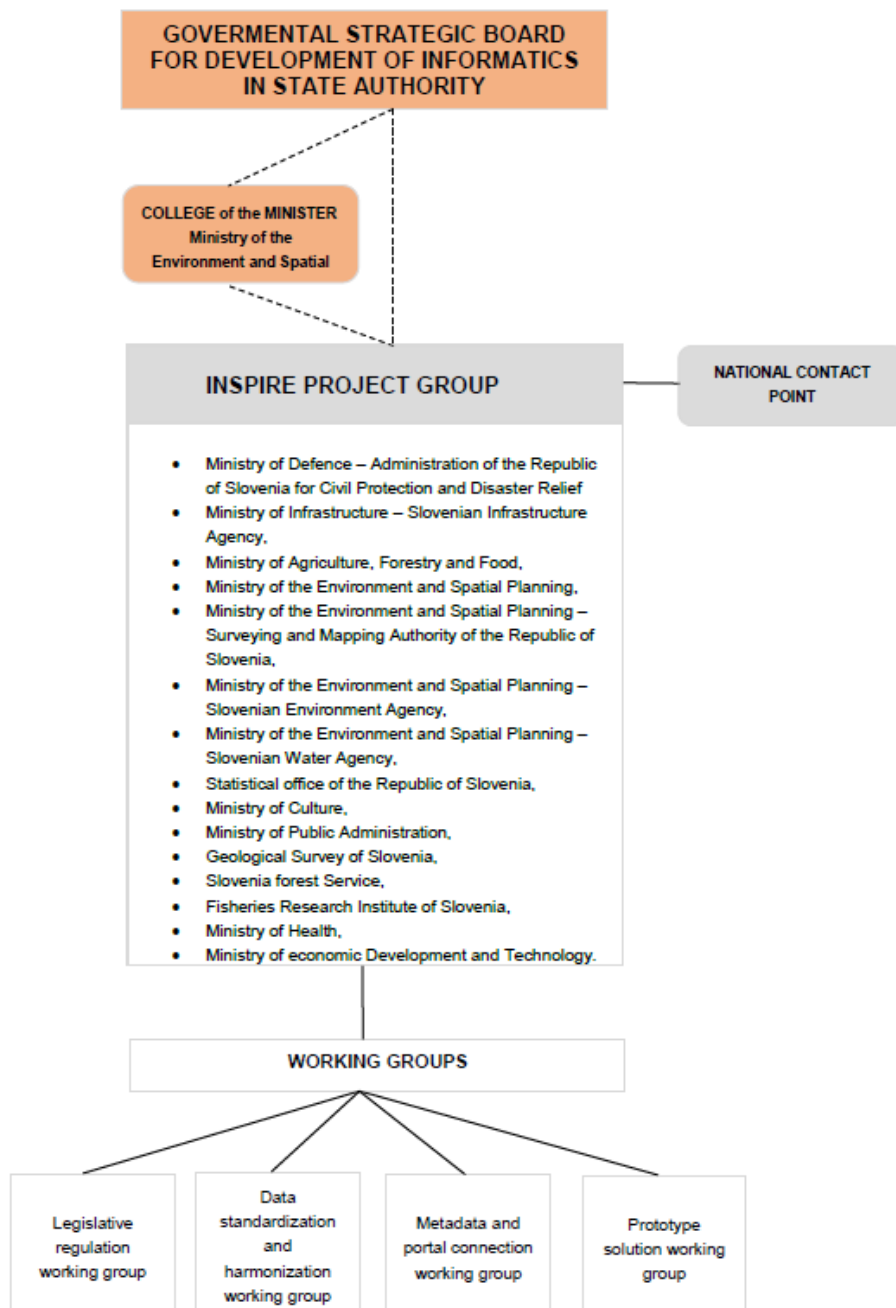 GOVERMENTAL STRATEGIC BOARD
FOR DEVELOPMENT OF INFORMATICS
IN STATE AUTHORITY
COLLEGE of the MINISTER
Ministry of the
Environment and Spatial
INSPIRE PROJECT GROUP
NATIONAL CONTACT
POINT
• Ministry of Defence – Administration of the Republic
of Slovenia for Civil Protection and Disaster Relief
• Ministry of Infrastructure – Slovenian Infrastructure
Agency,
• Ministry of Agriculture, Forestry and Food,
• Ministry of the Environment and Spatial Planning,
• Ministry of the Environment and Spatial Planning –
Surveying and Mapping Authority of the Republic of
Slovenia,
• Ministry of the Environment and Spatial Planning –
Slovenian Environment Agency,
• Ministry of the Environment and Spatial Planning –
Slovenian Water Agency,
• Statistical office of the Republic of Slovenia,
• Ministry of Culture,
• Ministry of Public Administration,
• Geological Survey of Slovenia,
• Slovenia forest Service,
• Fisheries Research Institute of Slovenia,
• Ministry of Health,
• Ministry of economic Development and Technology.
WORKING GROUPS
Legislative
regulation
working group
Data
standardization
and
harmonization
working group
Metadata and
portal connection
working group
Prototype
solution working
group